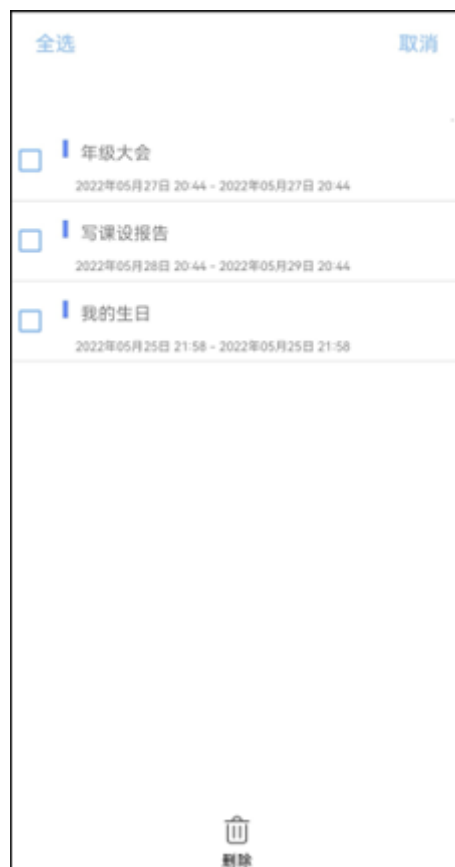 全选
取消
年级大会
2022年05月27日 20:44 - 2022年05月27日 20:44
写课设报告
2022年05月28日 20:44 - 2022年05月29日 20:44
我的生日
2022年05月25日 21:58 - 2022年05月25日 21:58
删除